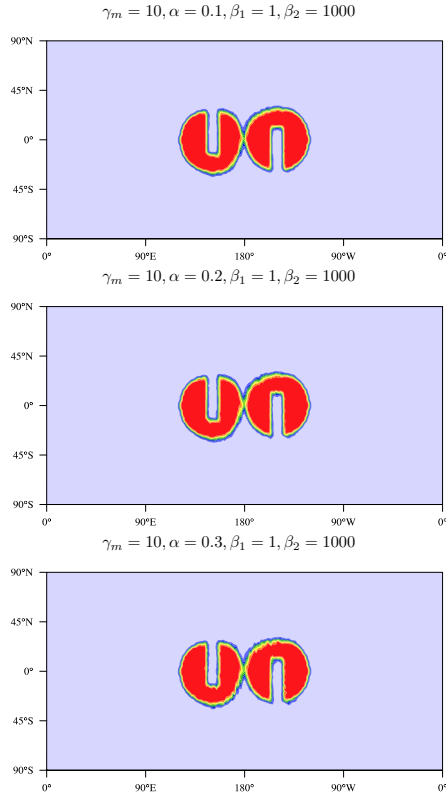 γₘ = 10, α = 0.1, β₁ = 1, β₂ = 1000
90°N
45°N
0°
45°S
90°S
0° 90°E 180° 90°W 0°
γₘ = 10, α = 0.2, β₁ = 1, β₂ = 1000
90°N
45°N
0°
45°S
90°S
0° 90°E 180° 90°W 0°
γₘ = 10, α = 0.3, β₁ = 1, β₂ = 1000
90°N
45°N
0°
45°S
90°S
0° 90°E 180° 90°W 0°